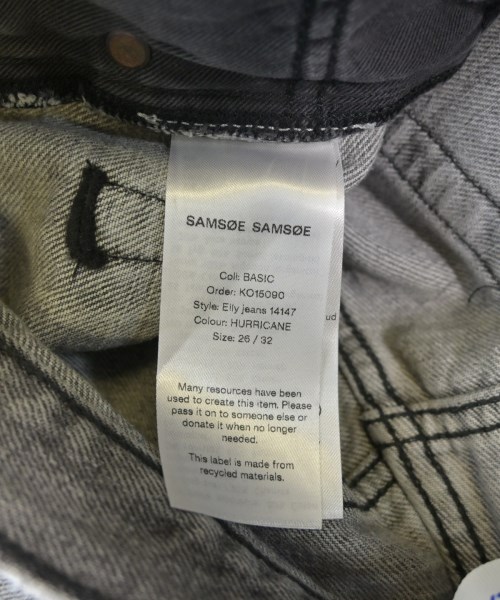 SAMSØE SAMSØE
Coll: BASIC
Order: KO15090
Style: Elly jeans 14147
Colour: HURRICANE
Size: 26 / 32
ud
Many resources have been
used to create this item. Please
pass it on to someone else or
donate it when no longer
needed.
This label is made from
recycled materials.